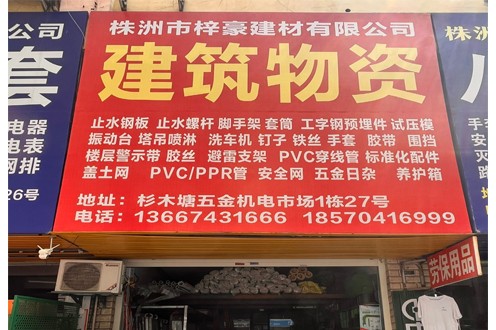 株洲市梓豪建材有限公司
建筑物资
止水钢板 止水螺杆 脚手架 套筒 工字钢预埋件 试压模
振动台 塔吊喷淋 洗车机 钉子 铁丝 手套 胶带 围挡
楼层警示带 胶丝 避雷支架 PVC穿线管 标准化配件
盖土网 PVC/PPR管 安全网 五金日杂 养护箱
地址：杉木塘五金机电市场1栋27号
电话：13667431666 18570416999
公司
套
电器
电表
网排
26号
株洲
劳保用品